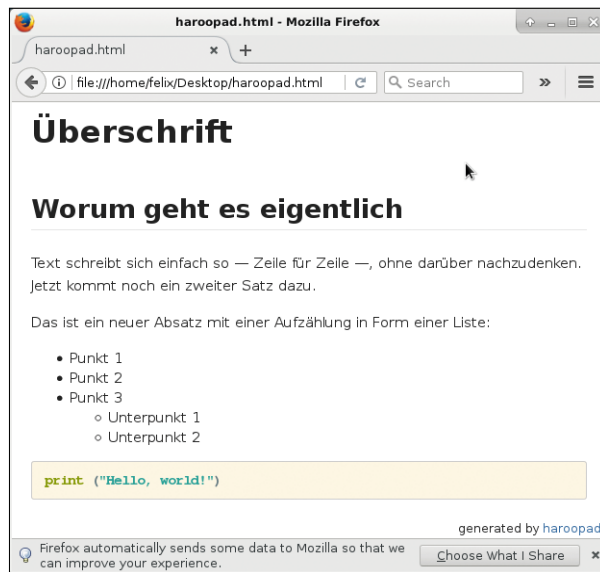 haroopad.html - Mozilla Firefox
haroopad.html
file:///home/felix/Desktop/haroopad.html
Search
Überschrift
Worum geht es eigentlich
Text schreibt sich einfach so — Zeile für Zeile —, ohne darüber nachzudenken.
Jetzt kommt noch ein zweiter Satz dazu.
Das ist ein neuer Absatz mit einer Aufzählung in Form einer Liste:
• Punkt 1
• Punkt 2
• Punkt 3
◦ Unterpunkt 1
◦ Unterpunkt 2
print ("Hello, world!")
generated by haroopad
Firefox automatically sends some data to Mozilla so that we
can improve your experience.
Choose What I Share